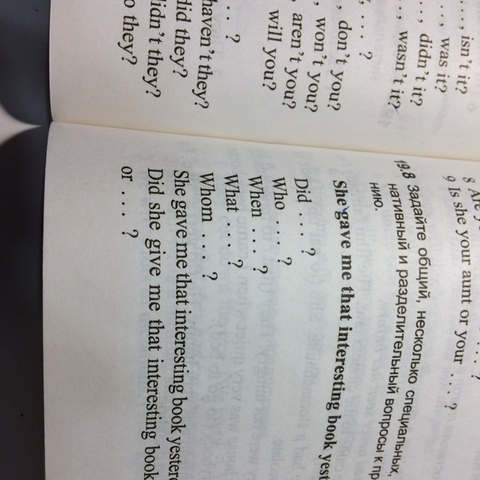 . . . , isn't it?
. . . , was it?
. . . , didn't it?
. . . , wasn't it?
. . . ?
, don't you?
, won't you?
, aren't you?
will you?
. . . ?
haven't they?
did they?
didn't they?
o they?
8 Are
. . . ?
9 Is she your aunt or your . . . ?
19.8 Задайте общий, несколько специальных,
нативный и разделительный вопросы к пр
нию.
She gave me that interesting book yest
Did . . . . ?
Who . . . ?
When . . . . ?
What . . . . ?
Whom . . . . ?
She gave me that interesting book yester
Did she give me that interesting book
or . . . . ?